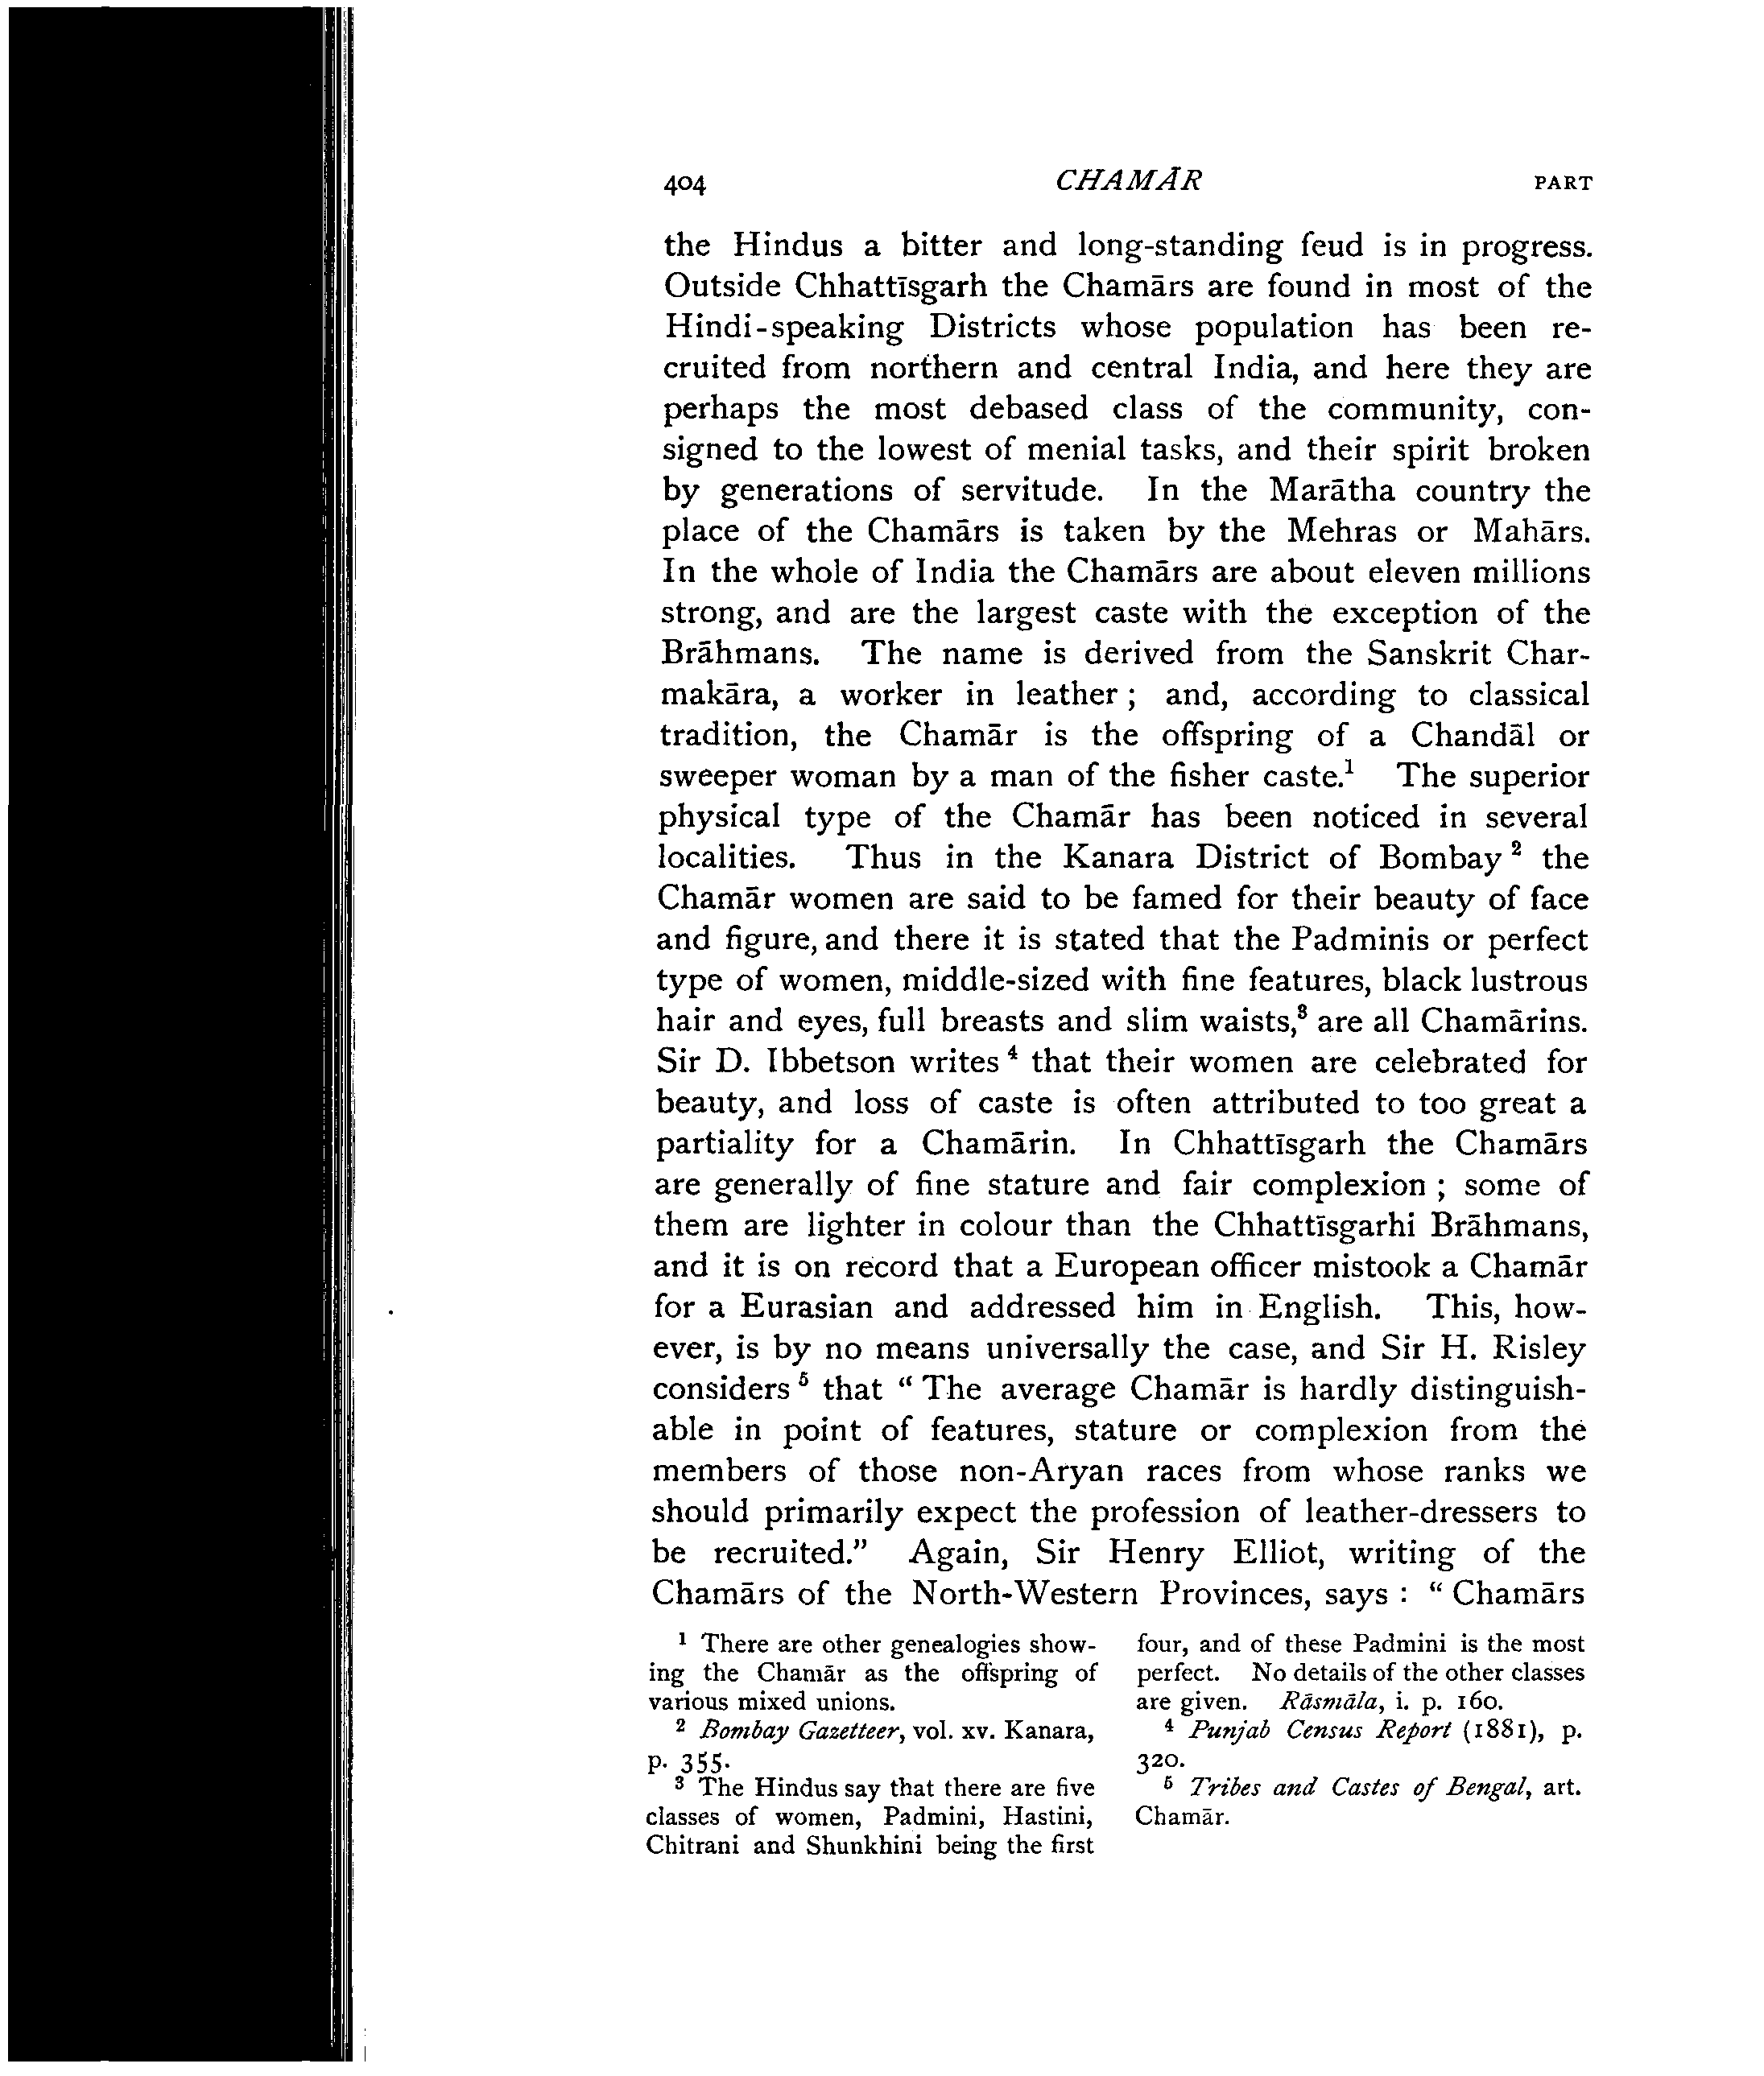 404 CHAMĀR PART
the Hindus a bitter and long-standing feud is in progress.
Outside Chhattīsgarh the Chamārs are found in most of the
Hindi-speaking Districts whose population has been re-
cruited from northern and central India, and here they are
perhaps the most debased class of the community, con-
signed to the lowest of menial tasks, and their spirit broken
by generations of servitude. In the Marātha country the
place of the Chamārs is taken by the Mehras or Mahārs.
In the whole of India the Chamārs are about eleven millions
strong, and are the largest caste with the exception of the
Brāhmans. The name is derived from the Sanskrit Char-
makāra, a worker in leather ; and, according to classical
tradition, the Chamār is the offspring of a Chandāl or
sweeper woman by a man of the fisher caste.¹ The superior
physical type of the Chamār has been noticed in several
localities. Thus in the Kanara District of Bombay ² the
Chamār women are said to be famed for their beauty of face
and figure, and there it is stated that the Padminis or perfect
type of women, middle-sized with fine features, black lustrous
hair and eyes, full breasts and slim waists,³ are all Chamārins.
Sir D. Ibbetson writes ⁴ that their women are celebrated for
beauty, and loss of caste is often attributed to too great a
partiality for a Chamārin. In Chhattīsgarh the Chamārs
are generally of fine stature and fair complexion ; some of
them are lighter in colour than the Chhattīsgarhi Brāhmans,
and it is on record that a European officer mistook a Chamār
for a Eurasian and addressed him in English. This, how-
ever, is by no means universally the case, and Sir H. Risley
considers ⁵ that “ The average Chamār is hardly distinguish-
able in point of features, stature or complexion from the
members of those non-Aryan races from whose ranks we
should primarily expect the profession of leather-dressers to
be recruited.” Again, Sir Henry Elliot, writing of the
Chamārs of the North-Western Provinces, says : “ Chamārs
¹ There are other genealogies show-
ing the Chamār as the offspring of
various mixed unions.
² Bombay Gazetteer, vol. xv. Kanara,
p. 355.
³ The Hindus say that there are five
classes of women, Padmini, Hastini,
Chitrani and Shunkhini being the first
four, and of these Padmini is the most
perfect. No details of the other classes
are given. Rāsmāla, i. p. 160.
⁴ Punjab Census Report (1881), p.
320.
⁵ Tribes and Castes of Bengal, art.
Chamār.